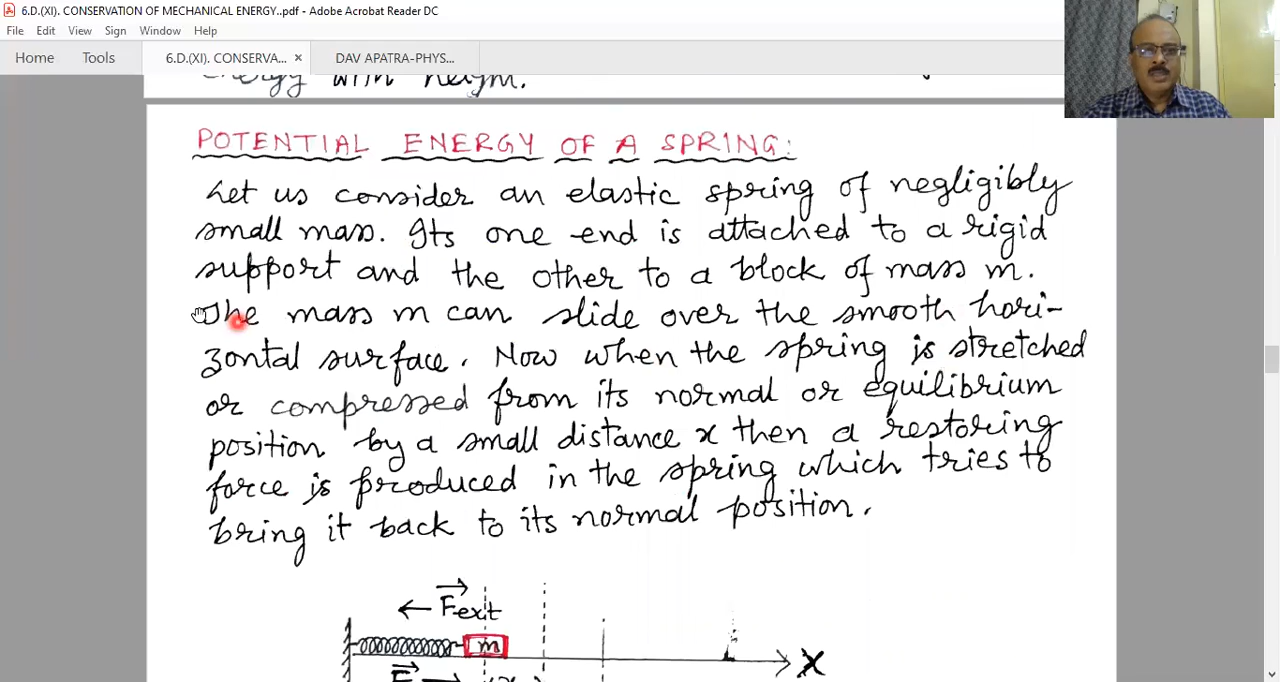 6.D.(XI). CONSERVATION OF MECHANICAL ENERGY..pdf - Adobe Acrobat Reader DC
File Edit View Sign Window Help
Home Tools 6.D.(XI). CONSERVA... × DAV APATRA-PHYS...
energy with height.
POTENTIAL ENERGY OF A SPRING:
Let us consider an elastic spring of negligibly
small mass. Its one end is attached to a rigid
support and the other to a block of mass m.
The mass m can slide over the smooth hori-
zontal surface. Now when the spring is stretched
or compressed from its normal or equilibrium
position by a small distance x then a restoring
force is produced in the spring which tries to
bring it back to its normal position.
← Fext
m
F → X